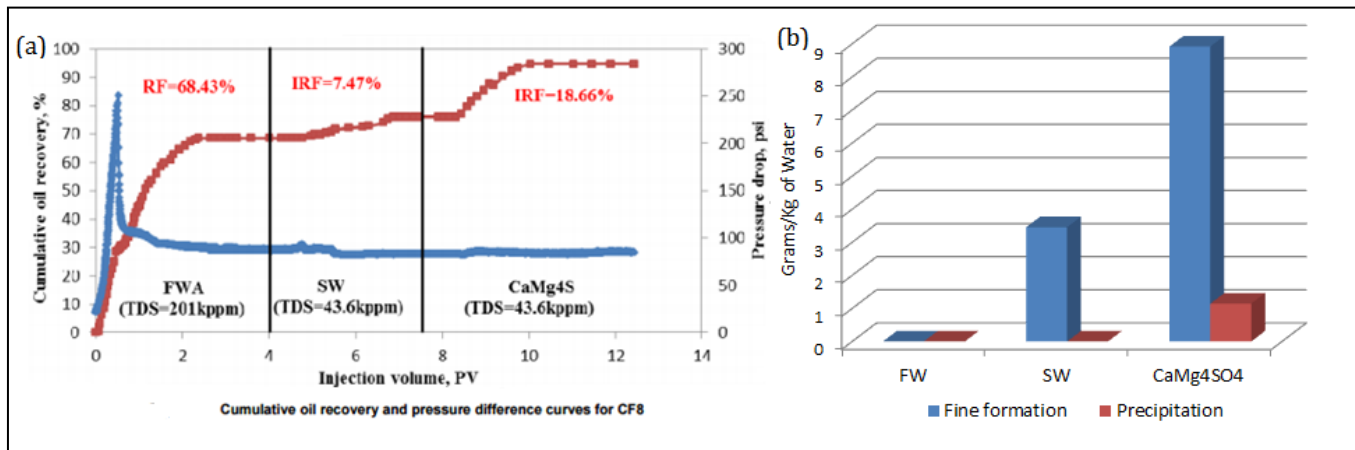 (a)
Cumulative oil recovery, %
100
90
80
70
60
50
40
30
20
10
0
RF=68.43%
IRF=7.47%
IRF=18.66%
FWA
(TDS=201kppm)
SW
(TDS=43.6kppm)
CaMg4S
(TDS=43.6kppm)
300
250
200
150
100
50
0
Pressure drop, psi
0
2
4
6
8
10
12
14
Injection volume, PV
Cumulative oil recovery and pressure difference curves for CF8
(b)
Grams/Kg of Water
9
8
7
6
5
4
3
2
1
0
FW
SW
CaMg4SO4
Fine formation
Precipitation